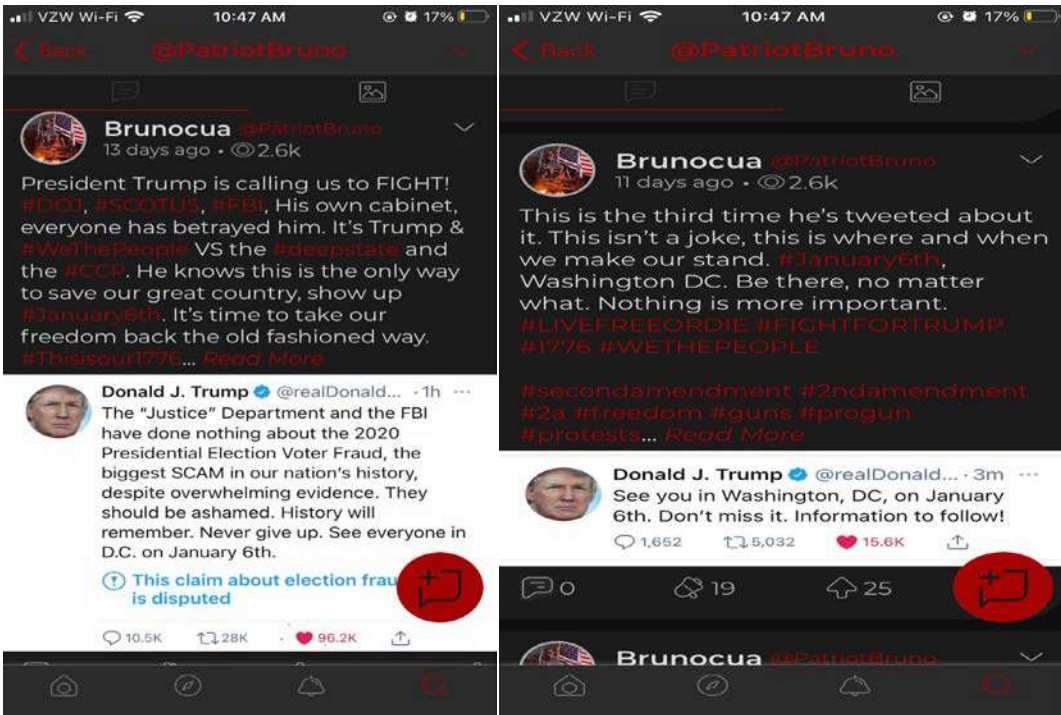 VZW Wi-Fi 10:47 AM 17%
Back @PatriotBruno
Brunocua @PatriotBruno
13 days ago • 2.6k
President Trump is calling us to FIGHT!
#DOJ, #SCOTUS, #FBI, His own cabinet,
everyone has betrayed him. It's Trump &
#WeThePeople VS the #deepstate and
the #CCP. He knows this is the only way
to save our great country, show up
#January6th. It's time to take our
freedom back the old fashioned way.
#Thisisour1776... Read More
Donald J. Trump @realDonald... · 1h
The "Justice" Department and the FBI
have done nothing about the 2020
Presidential Election Voter Fraud, the
biggest SCAM in our nation's history,
despite overwhelming evidence. They
should be ashamed. History will
remember. Never give up. See everyone in
D.C. on January 6th.
This claim about election frau
is disputed
10.5K 28K 96.2K
VZW Wi-Fi 10:47 AM 17%
Back @PatriotBruno
Brunocua @PatriotBruno
11 days ago • 2.6k
This is the third time he's tweeted about
it. This isn't a joke, this is where and when
we make our stand. #January6th,
Washington DC. Be there, no matter
what. Nothing is more important.
#LIVEFREEORDIE #FIGHTFORTRUMP
#1776 #WETHEPEOPLE
#secondamendment #2ndamendment
#2a #freedom #guns #progun
#protests... Read More
Donald J. Trump @realDonald... · 3m
See you in Washington, DC, on January
6th. Don't miss it. Information to follow!
1,652 5,032 15.6K
0 19 25
Brunocua @PatriotBruno